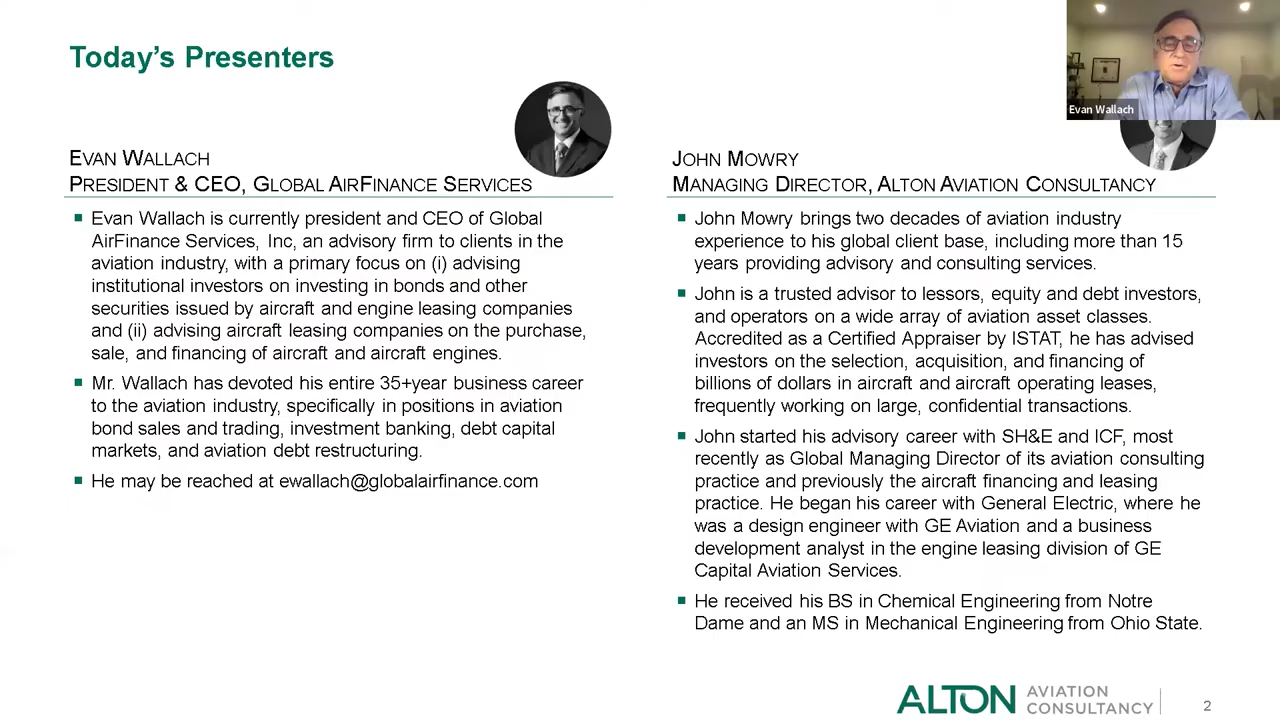 Today's Presenters
Evan Wallach
EVAN WALLACH
PRESIDENT & CEO, GLOBAL AIRFINANCE SERVICES
Evan Wallach is currently president and CEO of Global
AirFinance Services, Inc, an advisory firm to clients in the
aviation industry, with a primary focus on (i) advising
institutional investors on investing in bonds and other
securities issued by aircraft and engine leasing companies
and (ii) advising aircraft leasing companies on the purchase,
sale, and financing of aircraft and aircraft engines.
Mr. Wallach has devoted his entire 35+year business career
to the aviation industry, specifically in positions in aviation
bond sales and trading, investment banking, debt capital
markets, and aviation debt restructuring.
He may be reached at ewallach@globalairfinance.com
JOHN MOWRY
MANAGING DIRECTOR, ALTON AVIATION CONSULTANCY
John Mowry brings two decades of aviation industry
experience to his global client base, including more than 15
years providing advisory and consulting services.
John is a trusted advisor to lessors, equity and debt investors,
and operators on a wide array of aviation asset classes.
Accredited as a Certified Appraiser by ISTAT, he has advised
investors on the selection, acquisition, and financing of
billions of dollars in aircraft and aircraft operating leases,
frequently working on large, confidential transactions.
John started his advisory career with SH&E and ICF, most
recently as Global Managing Director of its aviation consulting
practice and previously the aircraft financing and leasing
practice. He began his career with General Electric, where he
was a design engineer with GE Aviation and a business
development analyst in the engine leasing division of GE
Capital Aviation Services.
He received his BS in Chemical Engineering from Notre
Dame and an MS in Mechanical Engineering from Ohio State.
ALTON AVIATION
CONSULTANCY
2